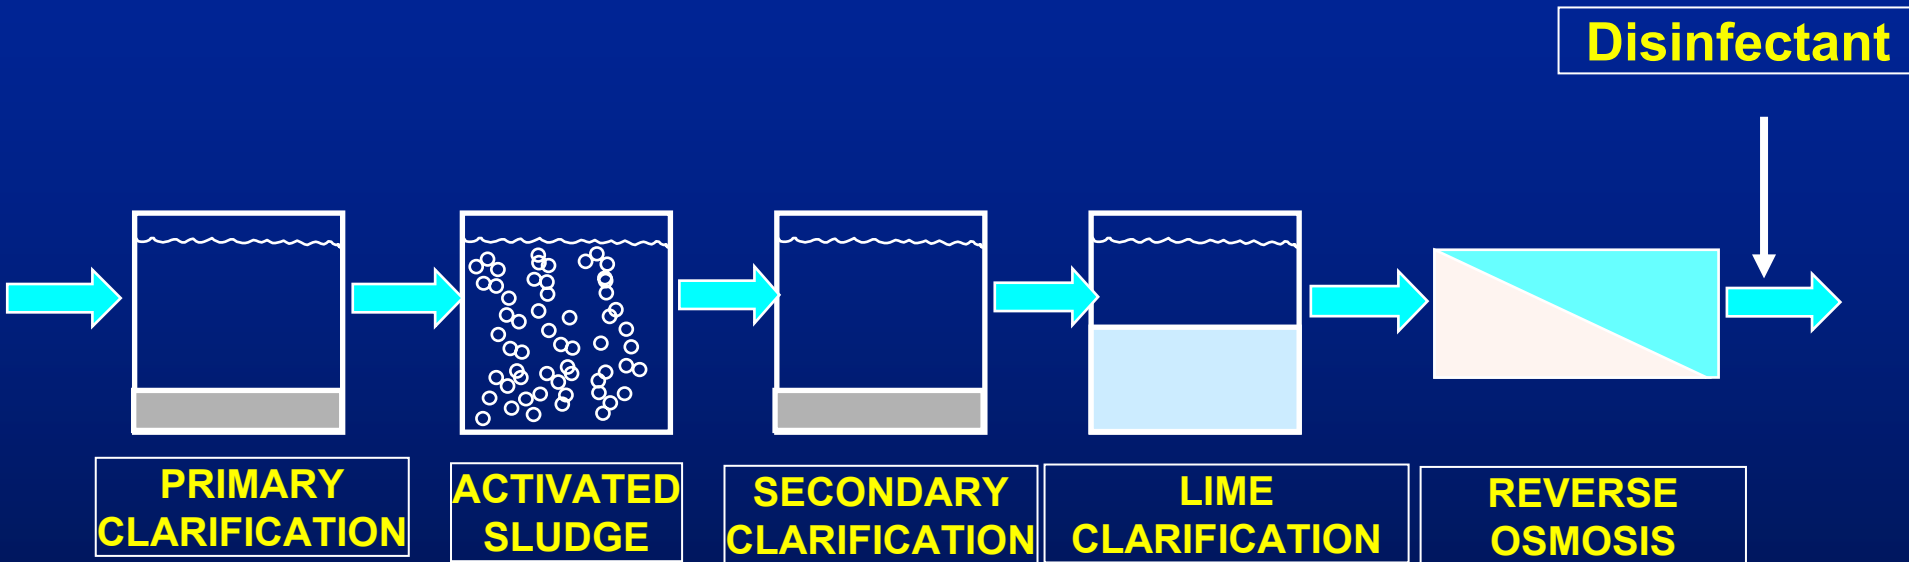 Disinfectant
PRIMARY
CLARIFICATION
ACTIVATED
SLUDGE
SECONDARY
CLARIFICATION
LIME
CLARIFICATION
REVERSE
OSMOSIS